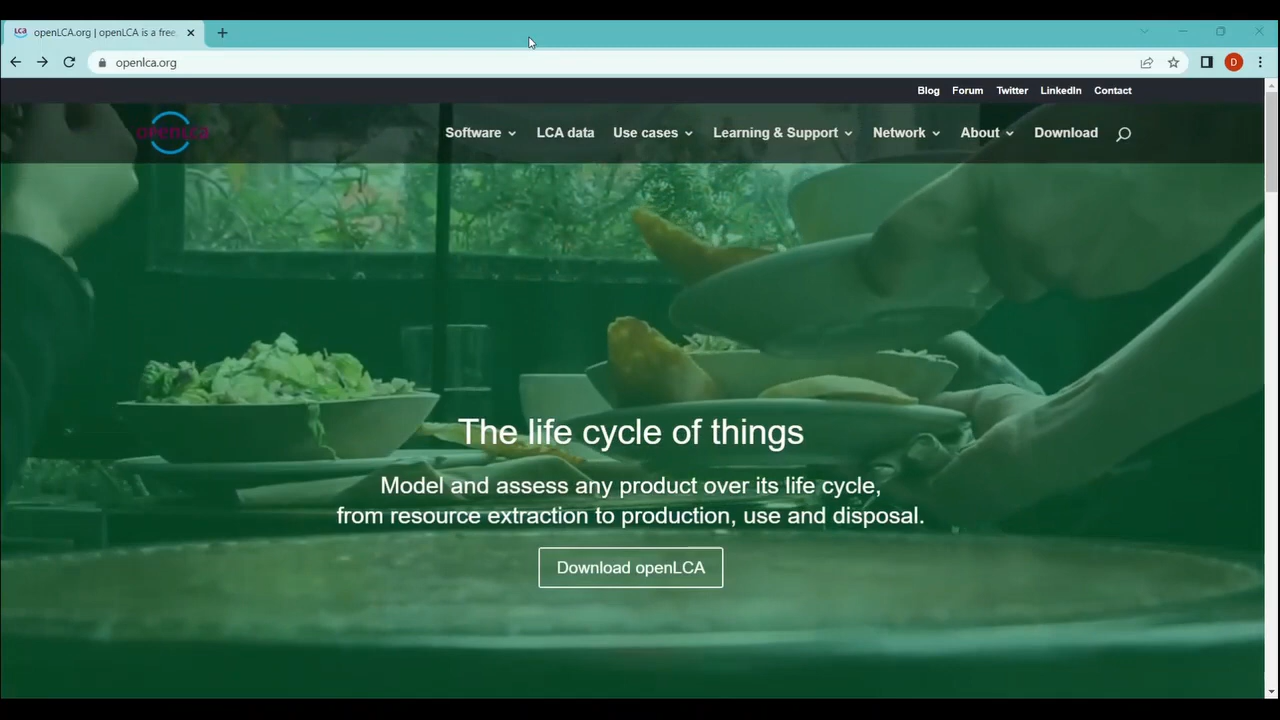 openLCA.org | openLCA is a free
openlca.org
D
Blog Forum Twitter LinkedIn Contact
openLCA
Software LCA data Use cases Learning & Support Network About Download
The life cycle of things
Model and assess any product over its life cycle,
from resource extraction to production, use and disposal.
Download openLCA